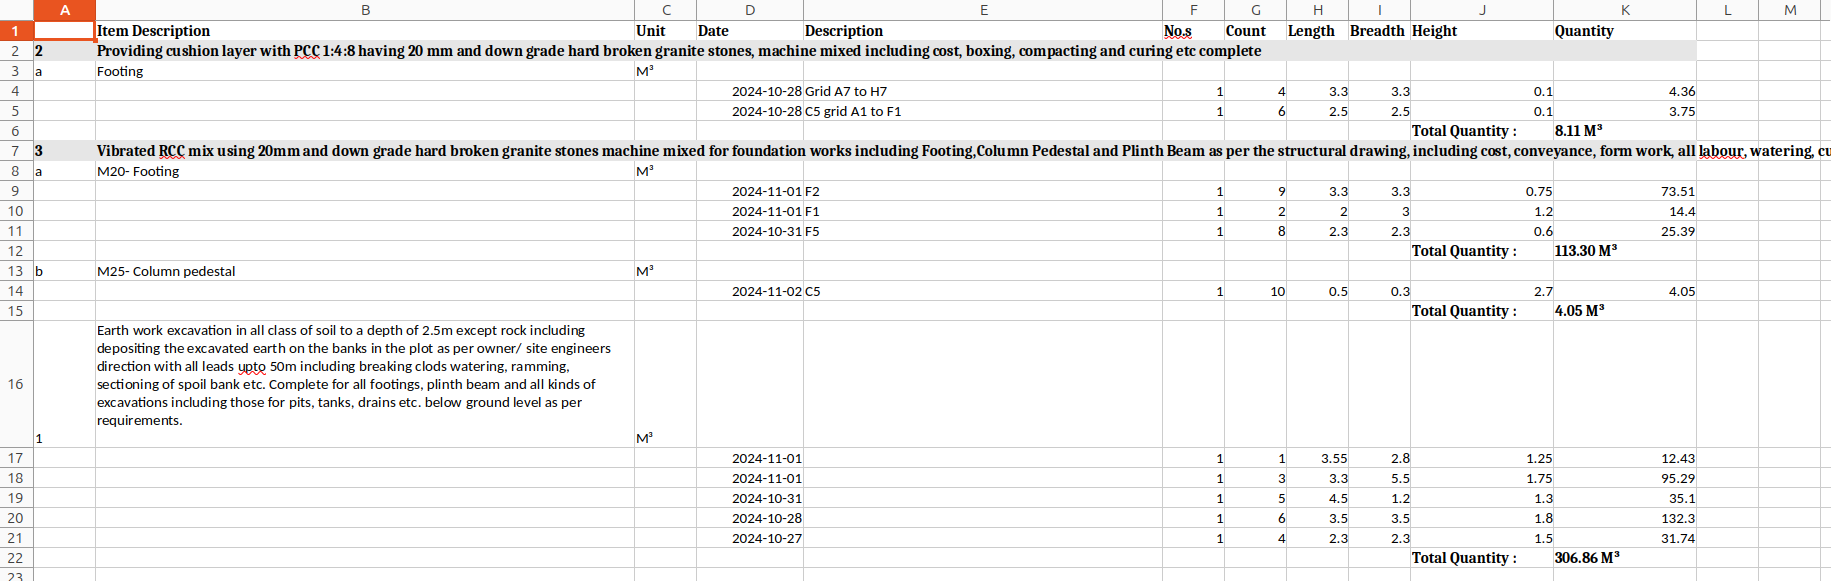 A B C D E F G H I J K L M
1 Item Description Unit Date Description No.s Count Length Breadth Height Quantity
2 2 Providing cushion layer with PCC 1:4:8 having 20 mm and down grade hard broken granite stones, machine mixed including cost, boxing, compacting and curing etc complete
3 a Footing M³
4 2024-10-28 Grid A7 to H7 1 4 3.3 3.3 0.1 4.36
5 2024-10-28 C5 grid A1 to F1 1 6 2.5 2.5 0.1 3.75
6 Total Quantity : 8.11 M³
7 3 Vibrated RCC mix using 20mm and down grade hard broken granite stones machine mixed for foundation works including Footing,Column Pedestal and Plinth Beam as per the structural drawing, including cost, conveyance, form work, all labour, watering, cu
8 a M20- Footing M³
9 2024-11-01 F2 1 9 3.3 3.3 0.75 73.51
10 2024-11-01 F1 1 2 2 3 1.2 14.4
11 2024-10-31 F5 1 8 2.3 2.3 0.6 25.39
12 Total Quantity : 113.30 M³
13 b M25- Column pedestal M³
14 2024-11-02 C5 1 10 0.5 0.3 2.7 4.05
15 Total Quantity : 4.05 M³
Earth work excavation in all class of soil to a depth of 2.5m except rock including
depositing the excavated earth on the banks in the plot as per owner/ site engineers
direction with all leads upto 50m including breaking clods watering, ramming,
16 sectioning of spoil bank etc. Complete for all footings, plinth beam and all kinds of
excavations including those for pits, tanks, drains etc. below ground level as per
requirements.
1 M³
17 2024-11-01 1 1 3.55 2.8 1.25 12.43
18 2024-11-01 1 3 3.3 5.5 1.75 95.29
19 2024-10-31 1 5 4.5 1.2 1.3 35.1
20 2024-10-28 1 6 3.5 3.5 1.8 132.3
21 2024-10-27 1 4 2.3 2.3 1.5 31.74
22 Total Quantity : 306.86 M³
23